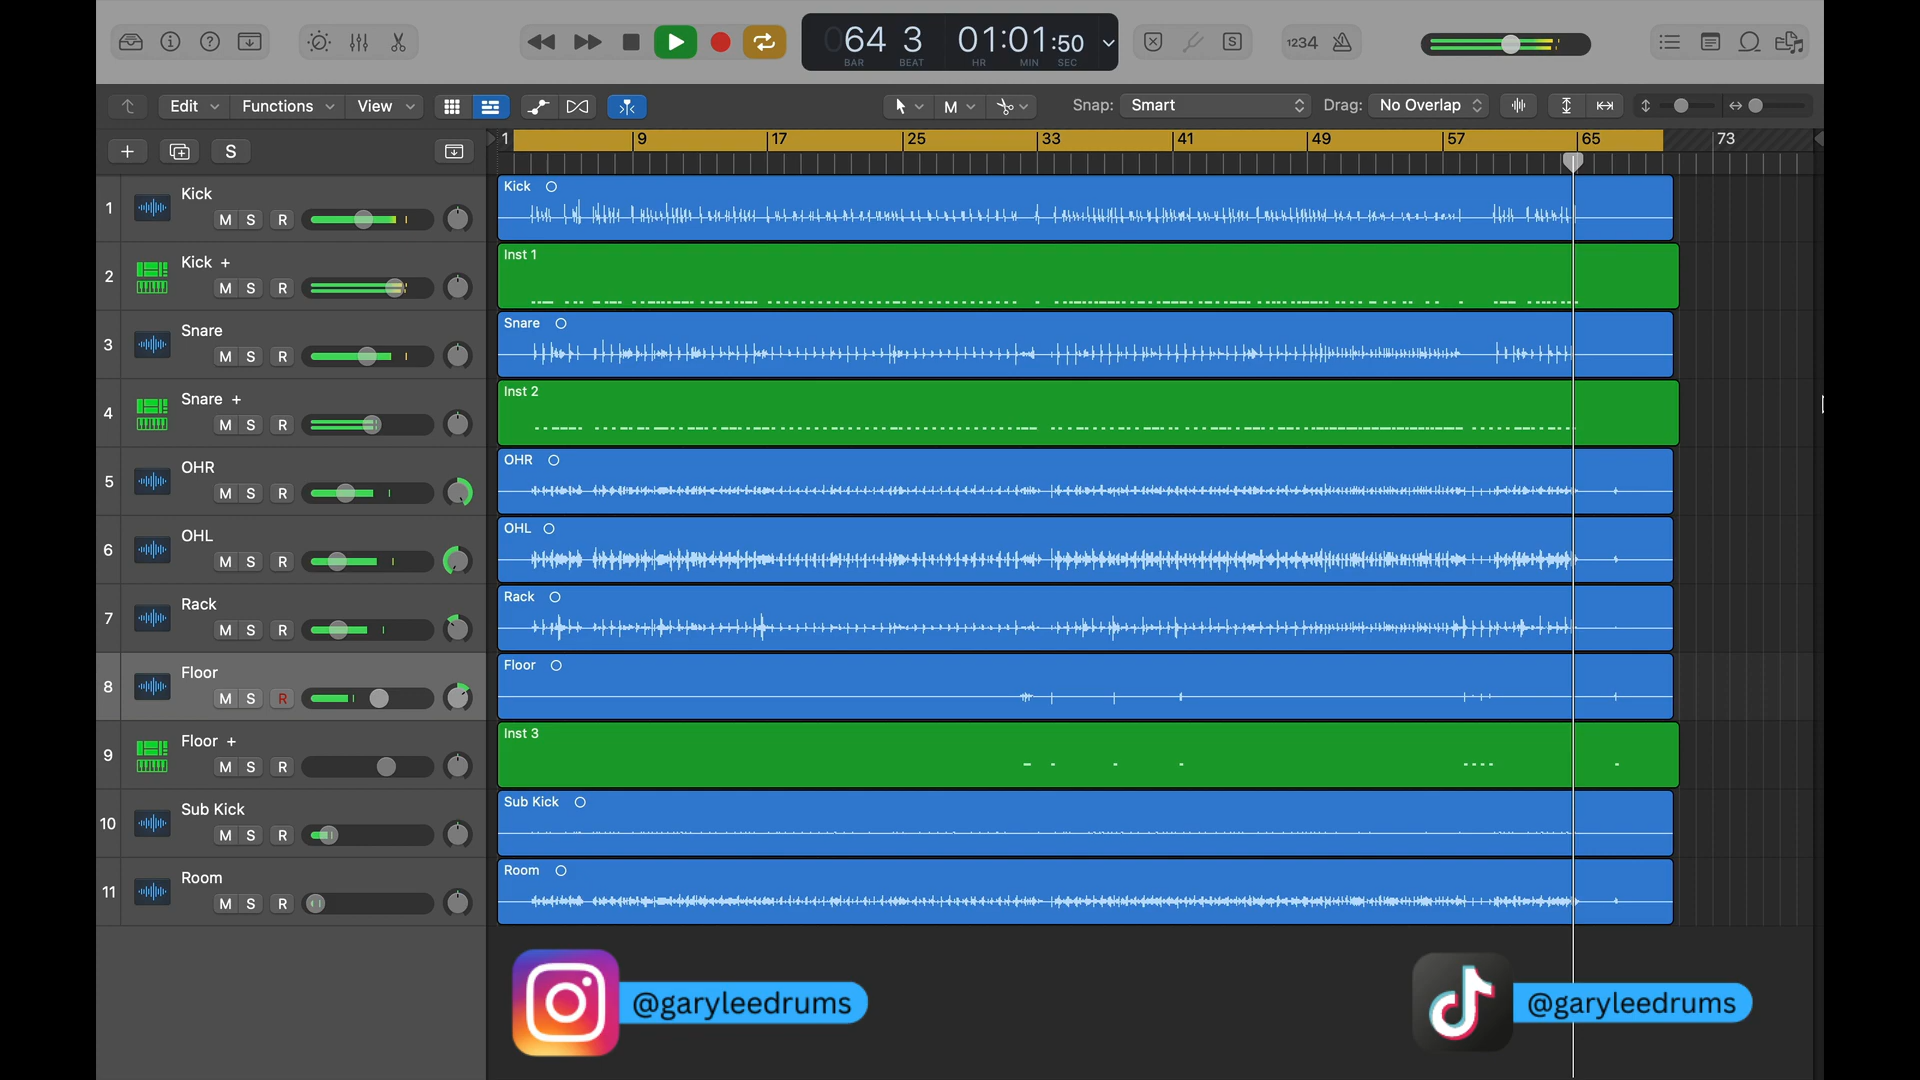 064 3 01:01:50
BAR BEAT HR MIN SEC
1234
Edit Functions View M Snap: Smart Drag: No Overlap
S
1 9 17 25 33 41 49 57 65 73
1 Kick
M S R
Kick
2 Kick +
M S R
Inst 1
3 Snare
M S R
Snare
4 Snare +
M S R
Inst 2
5 OHR
M S R
OHR
6 OHL
M S R
OHL
7 Rack
M S R
Rack
8 Floor
M S R
Floor
9 Floor +
M S R
Inst 3
10 Sub Kick
M S R
Sub Kick
11 Room
M S R
Room
@garyleedrums
@garyleedrums